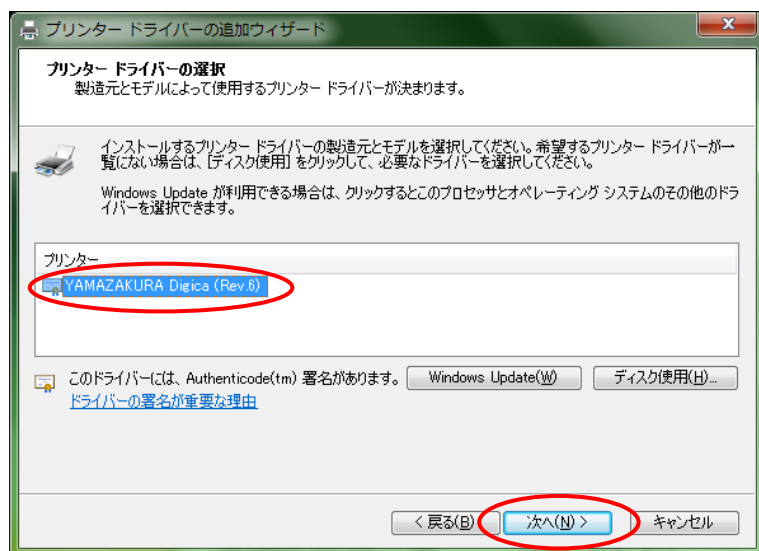 プリンター ドライバーの追加ウィザード
プリンター ドライバーの選択
製造元とモデルによって使用するプリンター ドライバーが決まります。
インストールするプリンター ドライバーの製造元とモデルを選択してください。希望するプリンター ドライバーが一
覧にない場合は、[ディスク使用] をクリックして、必要なドライバーを選択してください。
Windows Update が利用できる場合は、クリックするとこのプロセッサとオペレーティング システムのその他のドラ
イバーを選択できます。
プリンター
YAMAZAKURA Digica (Rev.6)
このドライバーには、Authenticode(tm) 署名があります。 Windows Update(W) ディスク使用(H)...
ドライバーの署名が重要な理由
< 戻る(B) 次へ(N) > キャンセル